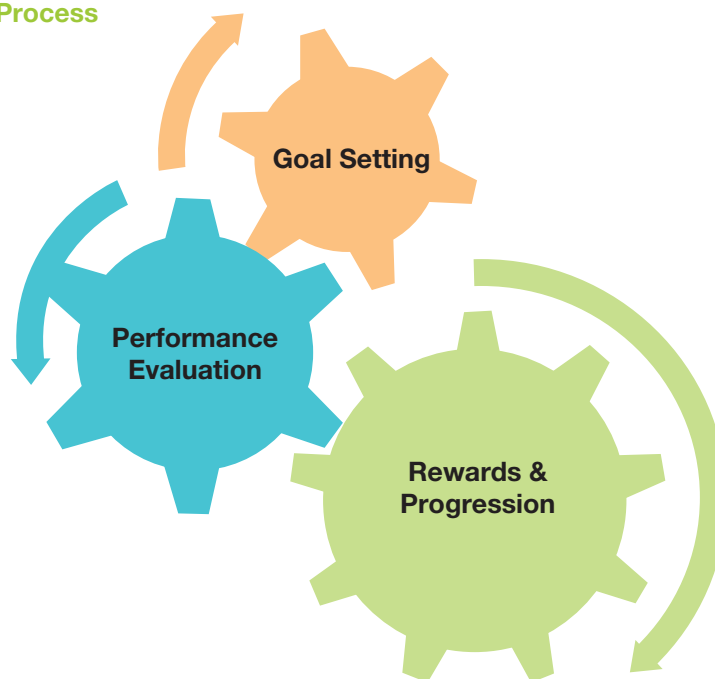 Process
Goal Setting
Performance
Evaluation
Rewards &
Progression